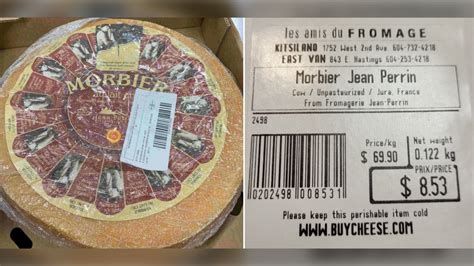 MORBIER
les amis du FROMAGE
KITSILANO 1752 West 2nd Ave 604-732-4218
EAST VAN 843 E. Hastings 604-253-4218
Morbier Jean Perrin
Cow / Unpasteurized / Jura, France
From Fromagerie Jean-Perrin
2498
Price/kg Net weight
$ 69.90 0.122 kg
PRIX/PRICE
$ 8.53
0202498 008531
Please keep this perishable item cold
WWW.BUYCHEESE.COM